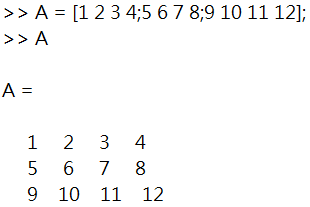 >> A = [1 2 3 4;5 6 7 8;9 10 11 12];
>> A
A =
1 2 3 4
5 6 7 8
9 10 11 12